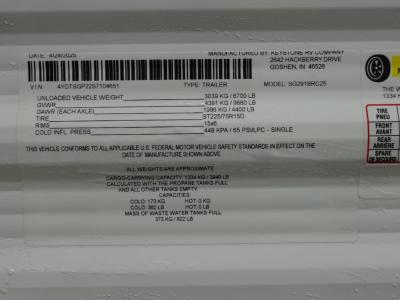 DATE: 4/24/2025 MANUFACTURED BY: KEYSTONE RV COMPANY
2642 HACKBERRY DRIVE
GOSHEN, IN 46526
VIN: 4YDTSGP22S7104651 TYPE: TRAILER MODEL: SG291BRC25
UNLOADED VEHICLE WEIGHT 3039 KG / 6700 LB
GVWR 4391 KG / 9680 LB
GAWR (EACH AXLE) 1996 KG / 4400 LB
TIRE ST225/75R15D
RIMS 15x6
COLD INFL. PRESS. 448 KPA / 65 PSI/LPC - SINGLE
THIS VEHICLE CONFORMS TO ALL APPLICABLE U.S. FEDERAL MOTOR VEHICLE SAFETY STANDARDS IN EFFECT ON THE
DATE OF MANUFACTURE SHOWN ABOVE.
ALL WEIGHTS ARE APPROXIMATE
CARGO-CARRYING CAPACITY: 1334 KG / 2940 LB
CALCULATED WITH THE PROPANE TANKS FULL
AND ALL OTHER TANKS EMPTY.
CAPACITIES:
COLD: 173 KG HOT: 0 KG
COLD: 382 LB HOT: 0 LB
MASS OF WASTE WATER TANKS FULL
373 KG / 822 LB
The w
1334
TIRE
PNEU
FRONT
AVANT
REAR
ARRIÈRE
SPARE
DE SECOURS